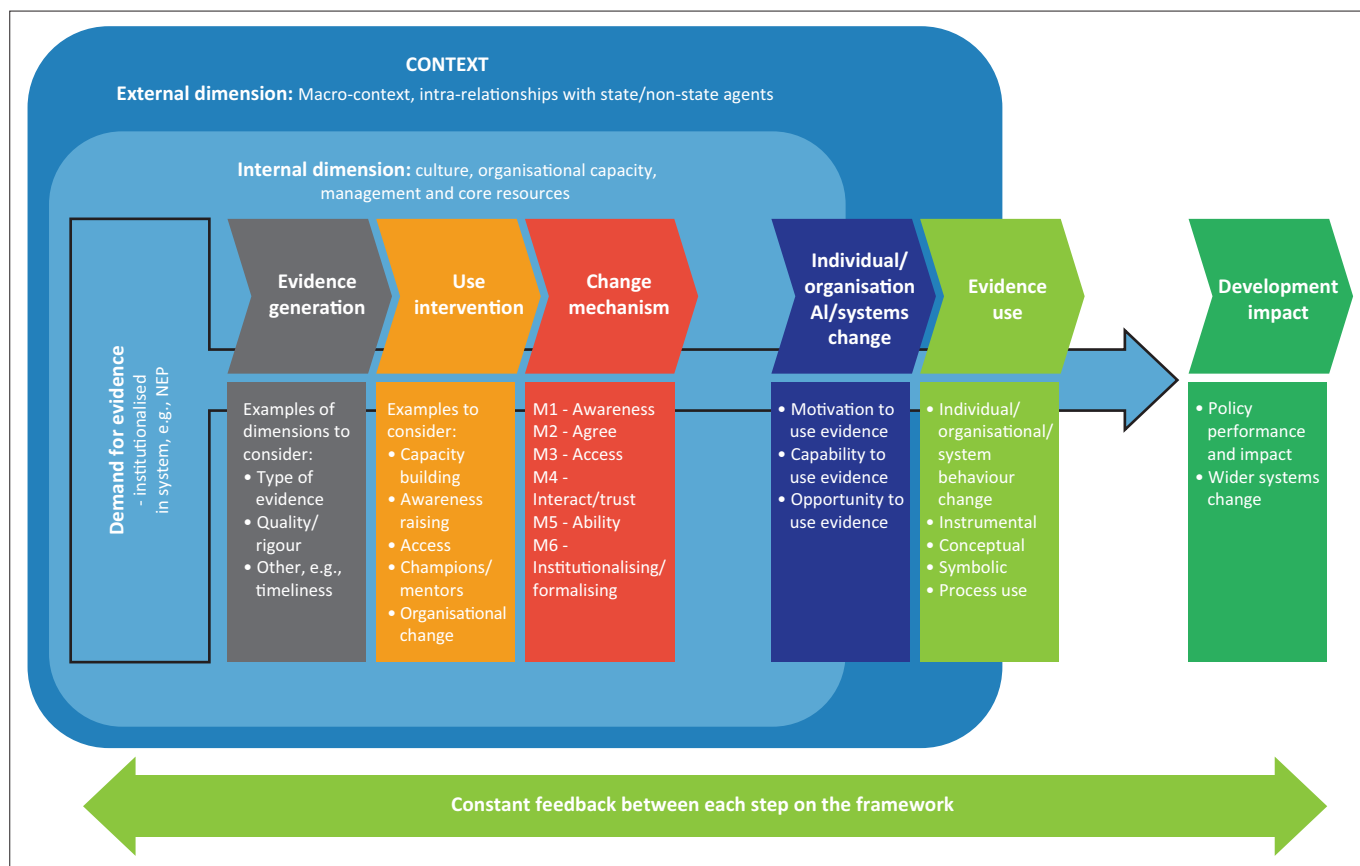 CONTEXT
External dimension: Macro-context, intra-relationships with state/non-state agents
Internal dimension: culture, organisational capacity,
management and core resources
Demand for evidence
- institutionalised
in system, e.g., NEP
Evidence
generation
Examples of
dimensions to
consider:
• Type of
evidence
• Quality/
rigour
• Other, e.g.,
timeliness
Use
intervention
Examples to
consider:
• Capacity
building
• Awareness
raising
• Access
• Champions/
mentors
• Organisational
change
Change
mechanism
M1 - Awareness
M2 - Agree
M3 - Access
M4 -
Interact/trust
M5 - Ability
M6 -
Institutionalising/
formalising
Individual/
organisation
AI/systems
change
• Motivation to
use evidence
• Capability to
use evidence
• Opportunity to
use evidence
Evidence
use
• Individual/
organisational/
system
behaviour
change
• Instrumental
• Conceptual
• Symbolic
• Process use
Development
impact
• Policy
performance
and impact
• Wider systems
change
Constant feedback between each step on the framework